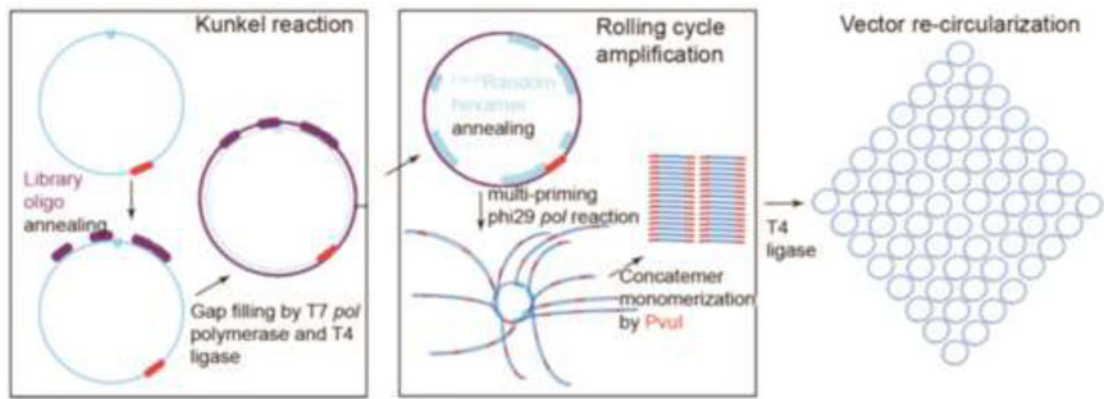 Kunkel reaction
Library
oligo
annealing
Gap filling by T7 pol
polymerase and T4
ligase
Rolling cycle
amplification
Random
hexamer
annealing
multi-priming
phi29 pol reaction
Concatemer
monomerization
by PvuI
T4
ligase
Vector re-circularization